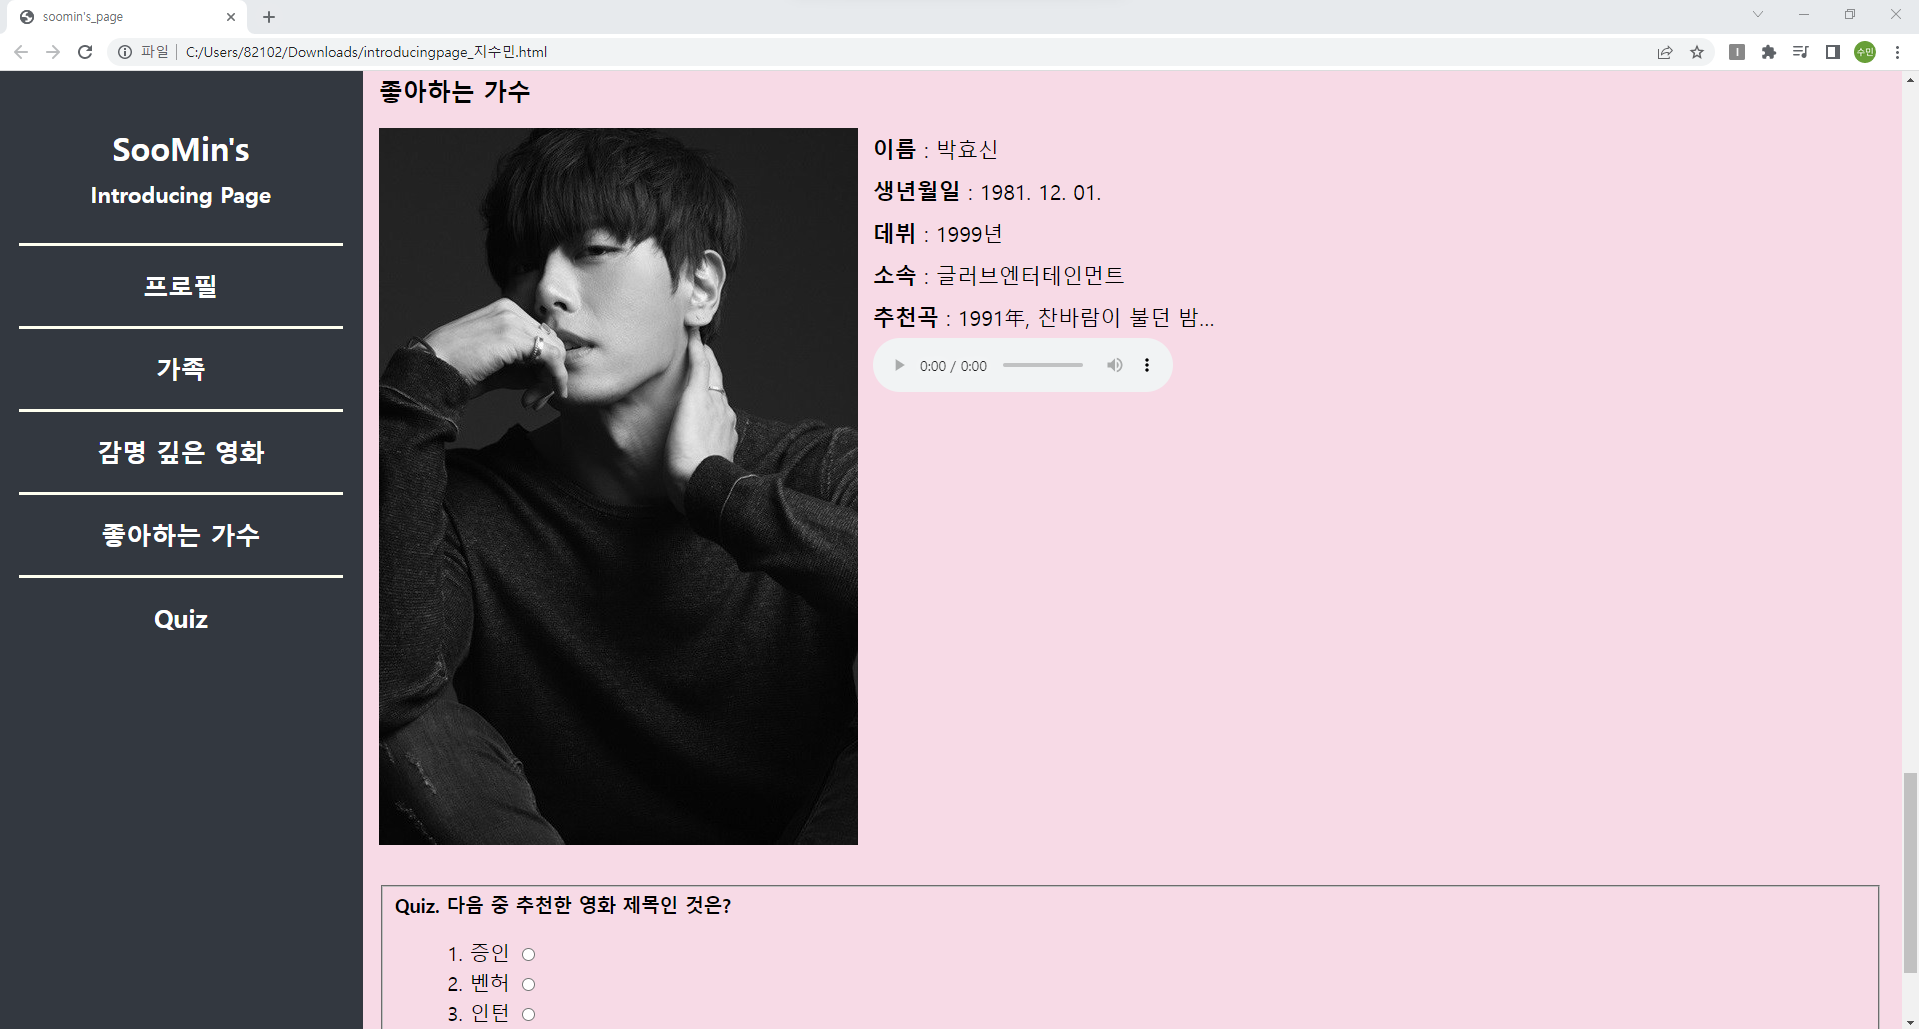 soomin's_page
파일 C:/Users/82102/Downloads/introducingpage_지수민.html
수민
SooMin's
Introducing Page
프로필
가족
감명 깊은 영화
좋아하는 가수
Quiz
좋아하는 가수
이름 : 박효신
생년월일 : 1981. 12. 01.
데뷔 : 1999년
소속 : 글러브엔터테인먼트
추천곡 : 1991年, 찬바람이 불던 밤...
0:00 / 0:00
Quiz. 다음 중 추천한 영화 제목인 것은?
1. 증인
2. 벤허
3. 인턴